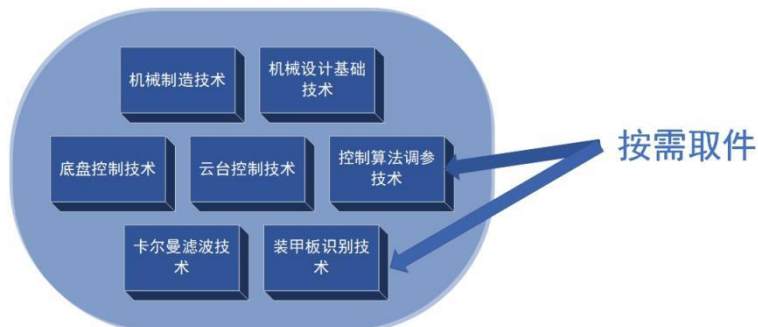 机械制造技术
机械设计基础
技术
底盘控制技术
云台控制技术
控制算法调参
技术
按需取件
卡尔曼滤波技
术
装甲板识别技
术